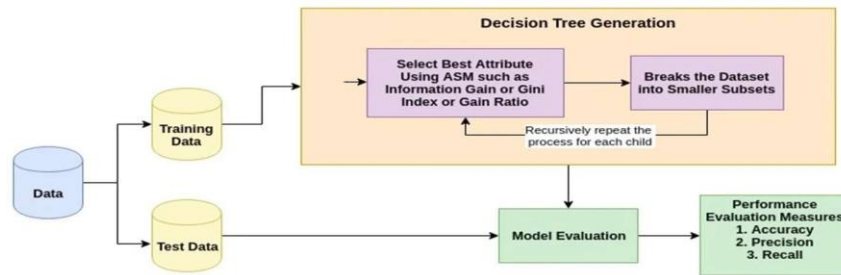 Decision Tree Generation
Select Best Attribute
Using ASM such as
Information Gain or Gini
Index or Gain Ratio
Breaks the Dataset
into Smaller Subsets
Recursively repeat the
process for each child
Training
Data
Data
Test Data
Model Evaluation
Performance
Evaluation Measures
1. Accuracy
2. Precision
3. Recall